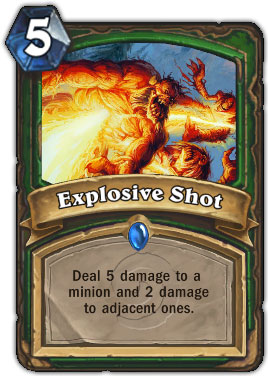 5
Explosive Shot
Deal 5 damage to a
minion and 2 damage
to adjacent ones.